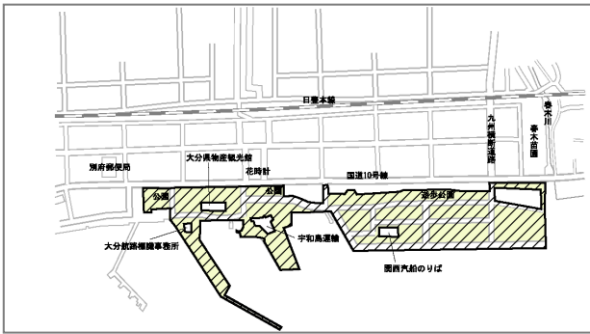 日豊本線
九州横断道路
春木川
春木苗圃
別府郵便局
大分県物産観光館
花時計
国道10号線
公園
公園
遊歩公園
大分航路標識事務所
宇和島運輸
関西汽船のりば